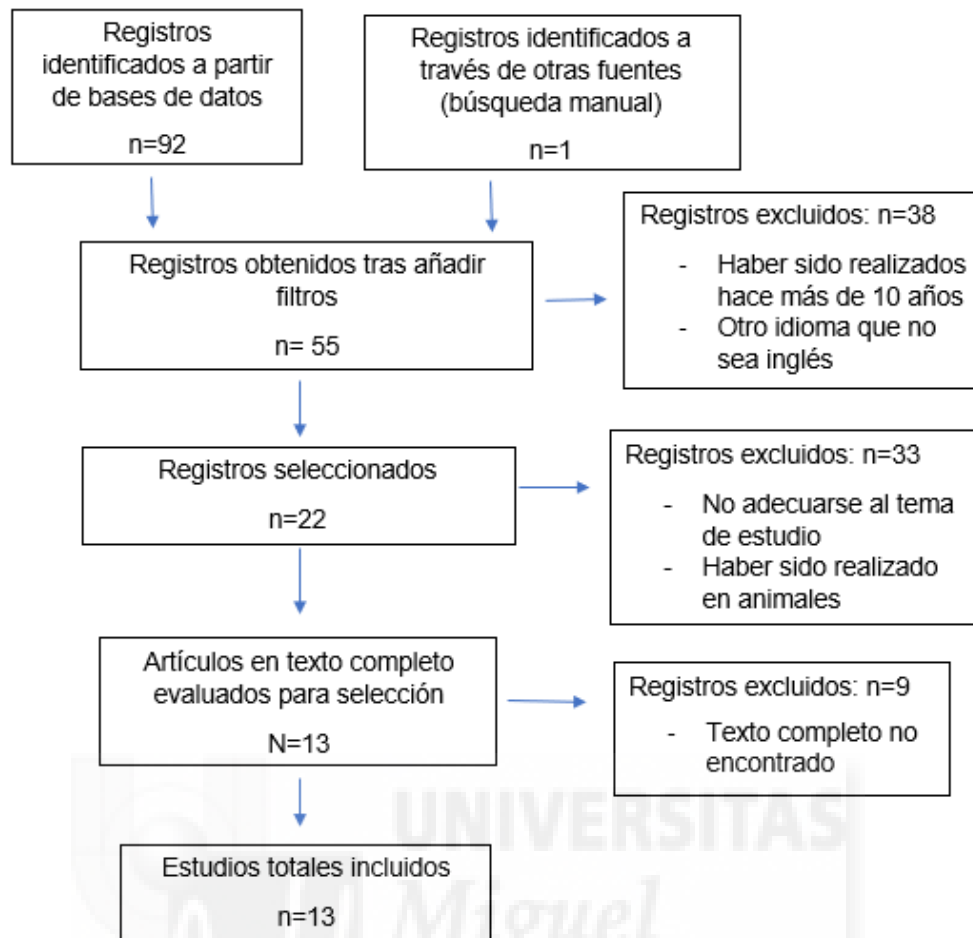 Registros
identificados a partir
de bases de datos
n=92
Registros identificados a
través de otras fuentes
(búsqueda manual)
n=1
Registros excluidos: n=38
- Haber sido realizados
hace más de 10 años
- Otro idioma que no
sea inglés
Registros obtenidos tras añadir
filtros
n= 55
Registros seleccionados
n=22
Registros excluidos: n=33
- No adecuarse al tema
de estudio
- Haber sido realizado
en animales
Artículos en texto completo
evaluados para selección
N=13
Registros excluidos: n=9
- Texto completo no
encontrado
UNIVERSITAS
Miguel
Estudios totales incluidos
n=13